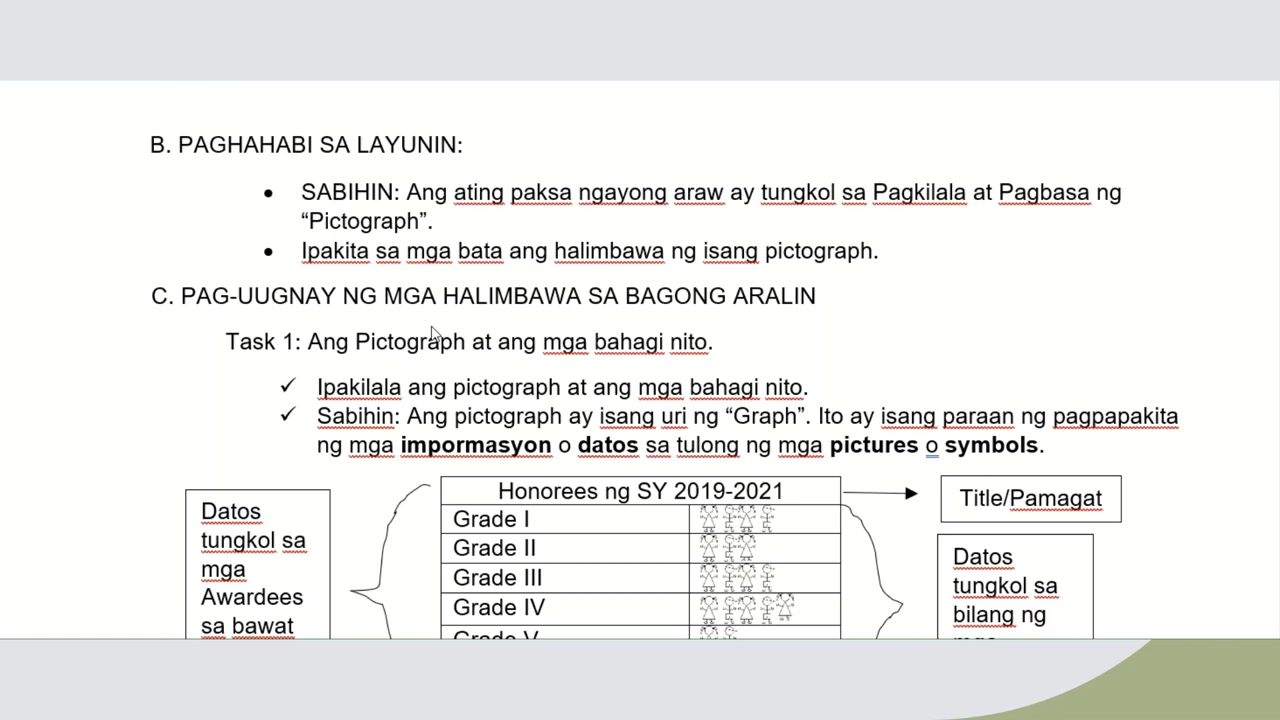 B. PAGHAHABI SA LAYUNIN:
• SABIHIN: Ang ating paksa ngayong araw ay tungkol sa Pagkilala at Pagbasa ng
“Pictograph”.
• Ipakita sa mga bata ang halimbawa ng isang pictograph.
C. PAG-UUGNAY NG MGA HALIMBAWA SA BAGONG ARALIN
Task 1: Ang Pictograph at ang mga bahagi nito.
✓ Ipakilala ang pictograph at ang mga bahagi nito.
✓ Sabihin: Ang pictograph ay isang uri ng “Graph”. Ito ay isang paraan ng pagpapakita
ng mga impormasyon o datos sa tulong ng mga pictures o symbols.
Honorees ng SY 2019-2021
Title/Pamagat
Grade I
Grade II
Grade III
Grade IV
Grade V
Datos
tungkol sa
mga
Awardees
sa bawat
Datos
tungkol sa
bilang ng
mga